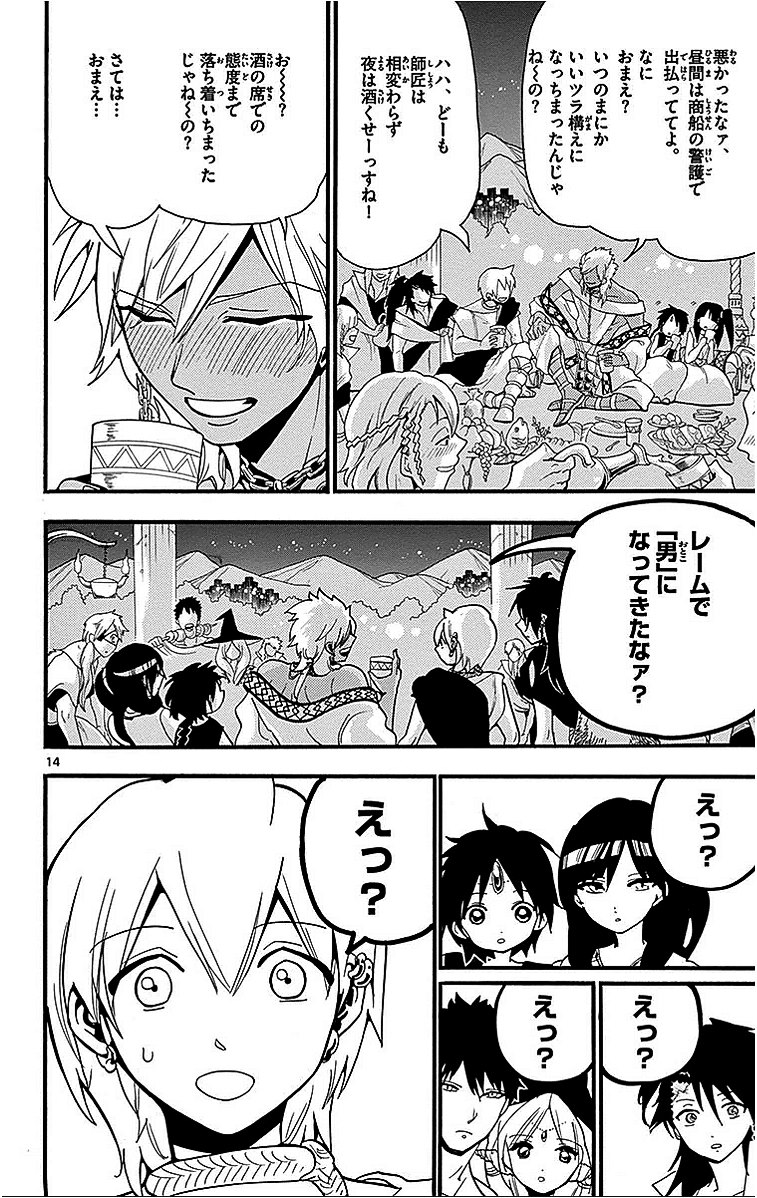 悪かったなァ、
昼間は商船の警護で
出払っててよ。
なに
おまえ?
いつのまにか
いいツラ構えに
なっちまったんじゃ
ね〜の?
ハハ、どーも
師匠は
相変わらず
夜は酒くせーっすね!
お〜〜〜?
酒の席での
態度まで
落ち着いちまった
じゃね〜の?
さては…
おまえ…
レームで
「男」に
なってきたなァ?
えっ?
えっ?
えっ?
えっ?
14